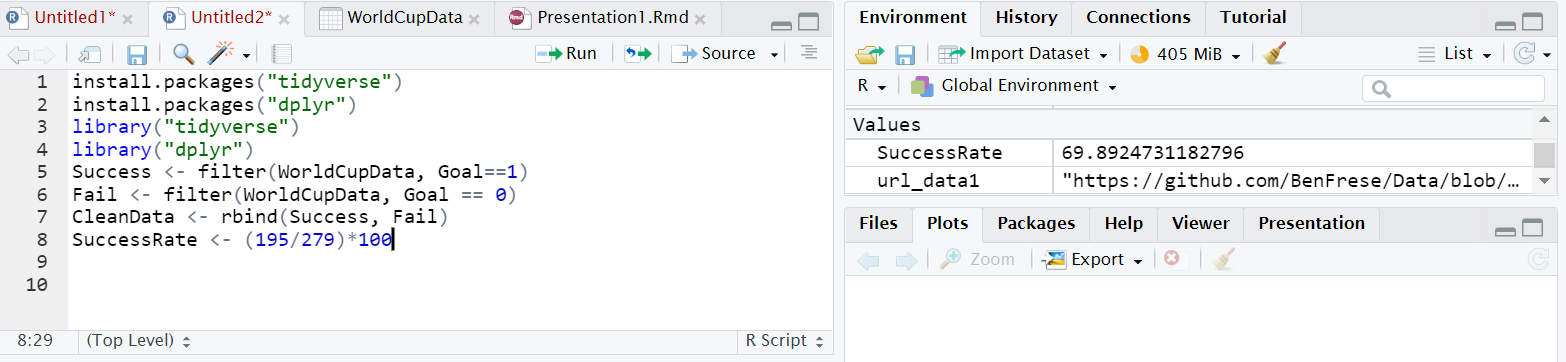 Untitled1* Untitled2* WorldCupData Presentation1.Rmd
Run Source
1 install.packages("tidyverse")
2 install.packages("dplyr")
3 library("tidyverse")
4 library("dplyr")
5 Success <- filter(WorldCupData, Goal==1)
6 Fail <- filter(WorldCupData, Goal == 0)
7 CleanData <- rbind(Success, Fail)
8 SuccessRate <- (195/279)*100
9
10
8:29 (Top Level) R Script
Environment History Connections Tutorial
Import Dataset 405 MiB List
R Global Environment
Values
SuccessRate 69.8924731182796
url_data1 "https://github.com/BenFrese/Data/blob/…
Files Plots Packages Help Viewer Presentation
Zoom Export